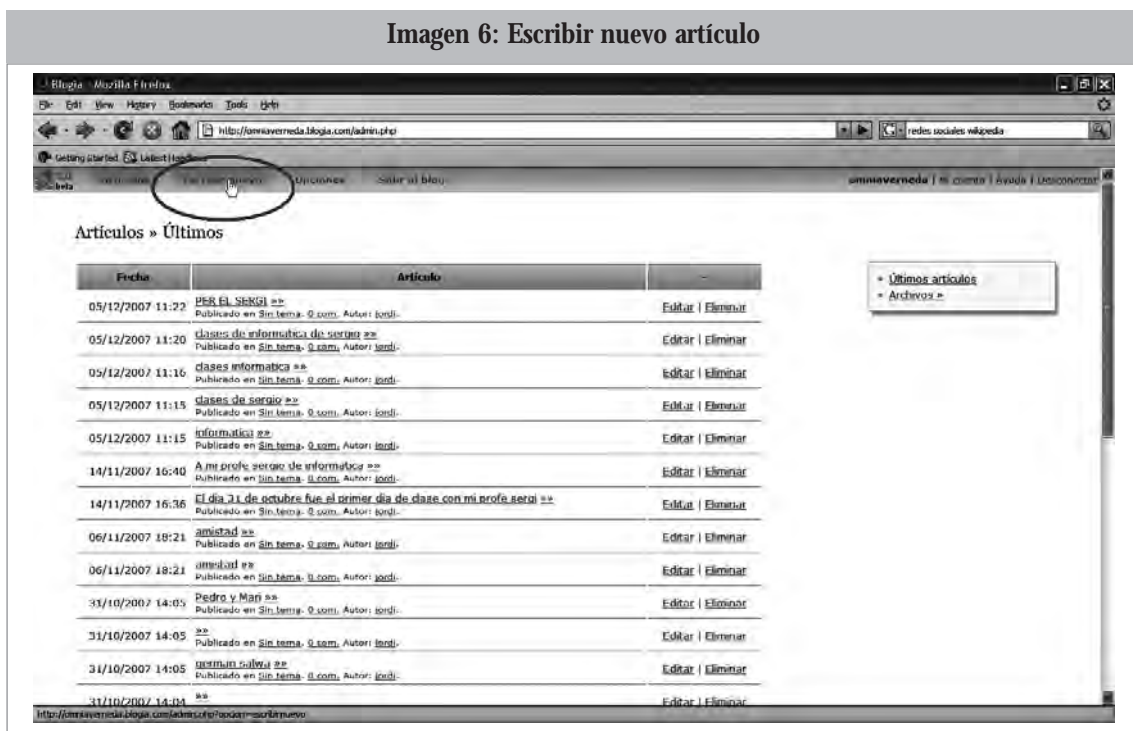 Imagen 6: Escribir nuevo artículo
Blogia - Mozilla Firefox
File Edit View History Bookmarks Tools Help
http://omniaverneda.blogia.com/admin.php
redes sociales wikipedia
Getting Started Latest Headlines
beta
Opciones Salir al blog
omniaverneda | Mi cuenta | Ayuda | Desconectar
Artículos » Últimos
Fecha Artículo -
05/12/2007 11:22 PER EL SERGI »» Editar | Eliminar
Publicado en Sin tema. 0 com. Autor: jordi.
05/12/2007 11:20 clases de informatica de sergio »» Editar | Eliminar
Publicado en Sin tema. 0 com. Autor: jordi.
05/12/2007 11:16 clases informatica »» Editar | Eliminar
Publicado en Sin tema. 0 com. Autor: jordi.
05/12/2007 11:15 clases de sergio »» Editar | Eliminar
Publicado en Sin tema. 0 com. Autor: jordi.
05/12/2007 11:15 informatica »» Editar | Eliminar
Publicado en Sin tema. 0 com. Autor: jordi.
14/11/2007 16:40 A mi profe sergio de informatica »» Editar | Eliminar
Publicado en Sin tema. 0 com. Autor: jordi.
14/11/2007 16:36 El dia 31 de octubre fue el primer dia de clase con mi profe sergi »» Editar | Eliminar
Publicado en Sin tema. 0 com. Autor: jordi.
06/11/2007 18:21 amistad »» Editar | Eliminar
Publicado en Sin tema. 0 com. Autor: jordi.
06/11/2007 18:21 amistad »» Editar | Eliminar
Publicado en Sin tema. 0 com. Autor: jordi.
31/10/2007 14:05 Pedro y Mari »» Editar | Eliminar
Publicado en Sin tema. 0 com. Autor: jordi.
31/10/2007 14:05 »» Editar | Eliminar
Publicado en Sin tema. 0 com. Autor: jordi.
31/10/2007 14:05 german salwa »» Editar | Eliminar
Publicado en Sin tema. 0 com. Autor: jordi.
31/10/2007 14:04 »» Editar | Eliminar
Últimos artículos
Archivos »
http://omniaverneda.blogia.com/admin.php?opcion=escribirnuevo